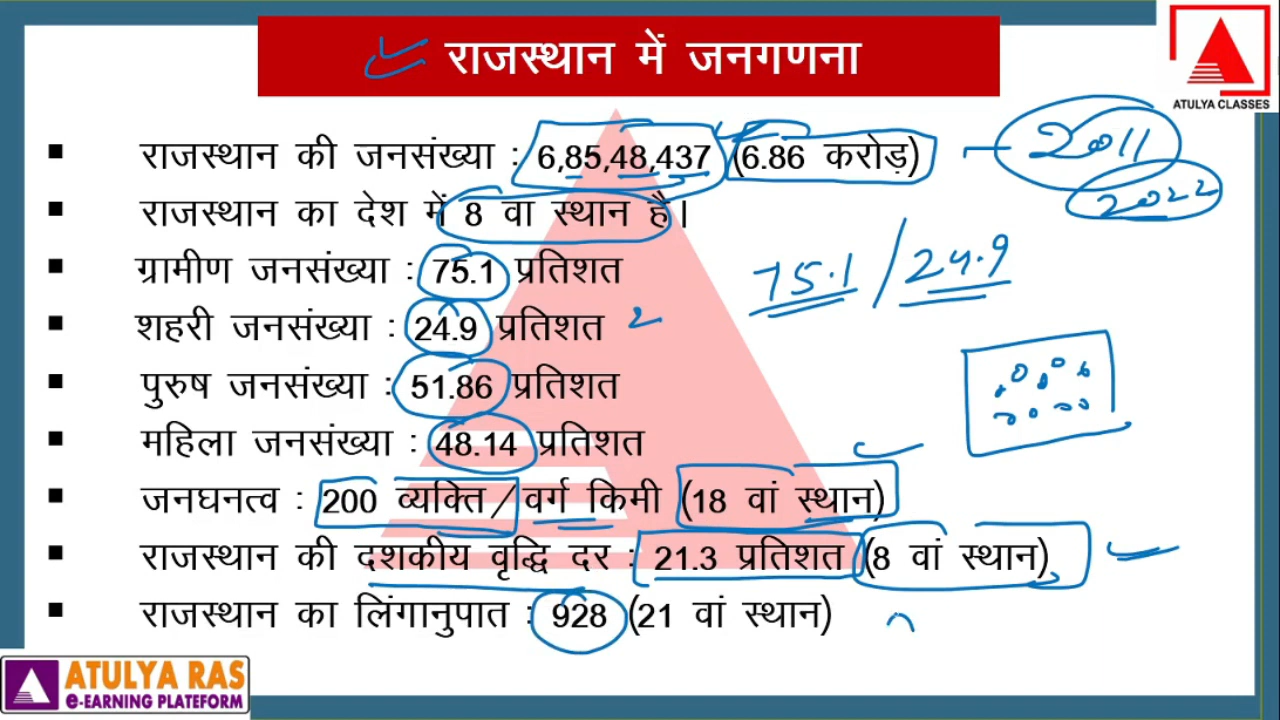 राजस्थान में जनगणना
ATULYA CLASSES
▪ राजस्थान की जनसंख्या : 6,85,48,437 (6.86 करोड़) – 2011
2022
▪ राजस्थान का देश में 8 वा स्थान है।
▪ ग्रामीण जनसंख्या : 75.1 प्रतिशत
75.1 / 24.9
▪ शहरी जनसंख्या : 24.9 प्रतिशत
▪ पुरुष जनसंख्या : 51.86 प्रतिशत
▪ महिला जनसंख्या : 48.14 प्रतिशत
▪ जनघनत्व : 200 व्यक्ति/ वर्ग किमी (18 वां स्थान)
▪ राजस्थान की दशकीय वृद्धि दर : 21.3 प्रतिशत (8 वां स्थान)
▪ राजस्थान का लिंगानुपात : 928 (21 वां स्थान)
ATULYA RAS
e-EARNING PLATEFORM